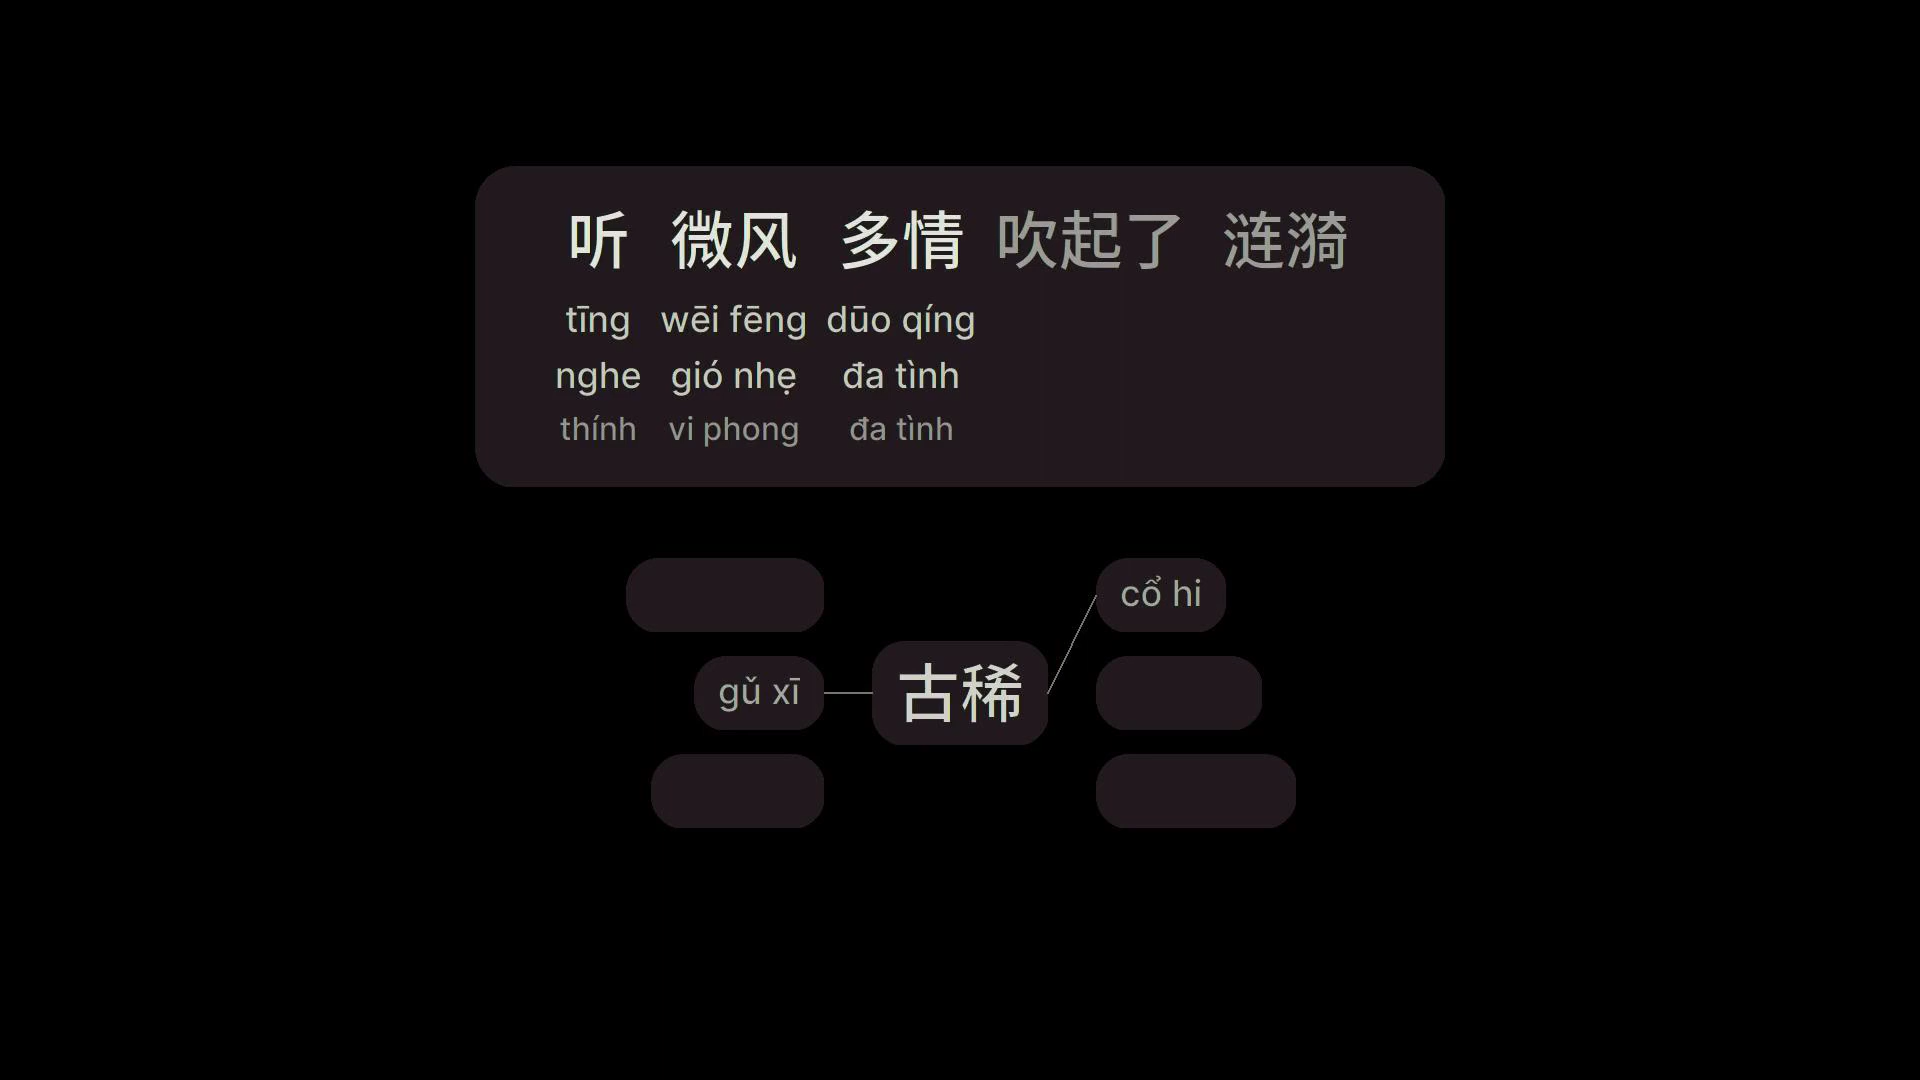 听 微风 多情 吹起了 涟漪
tīng wēi fēng dūo qíng
nghe gió nhẹ đa tình
thính vi phong đa tình
cổ hi
gǔ xī
古稀